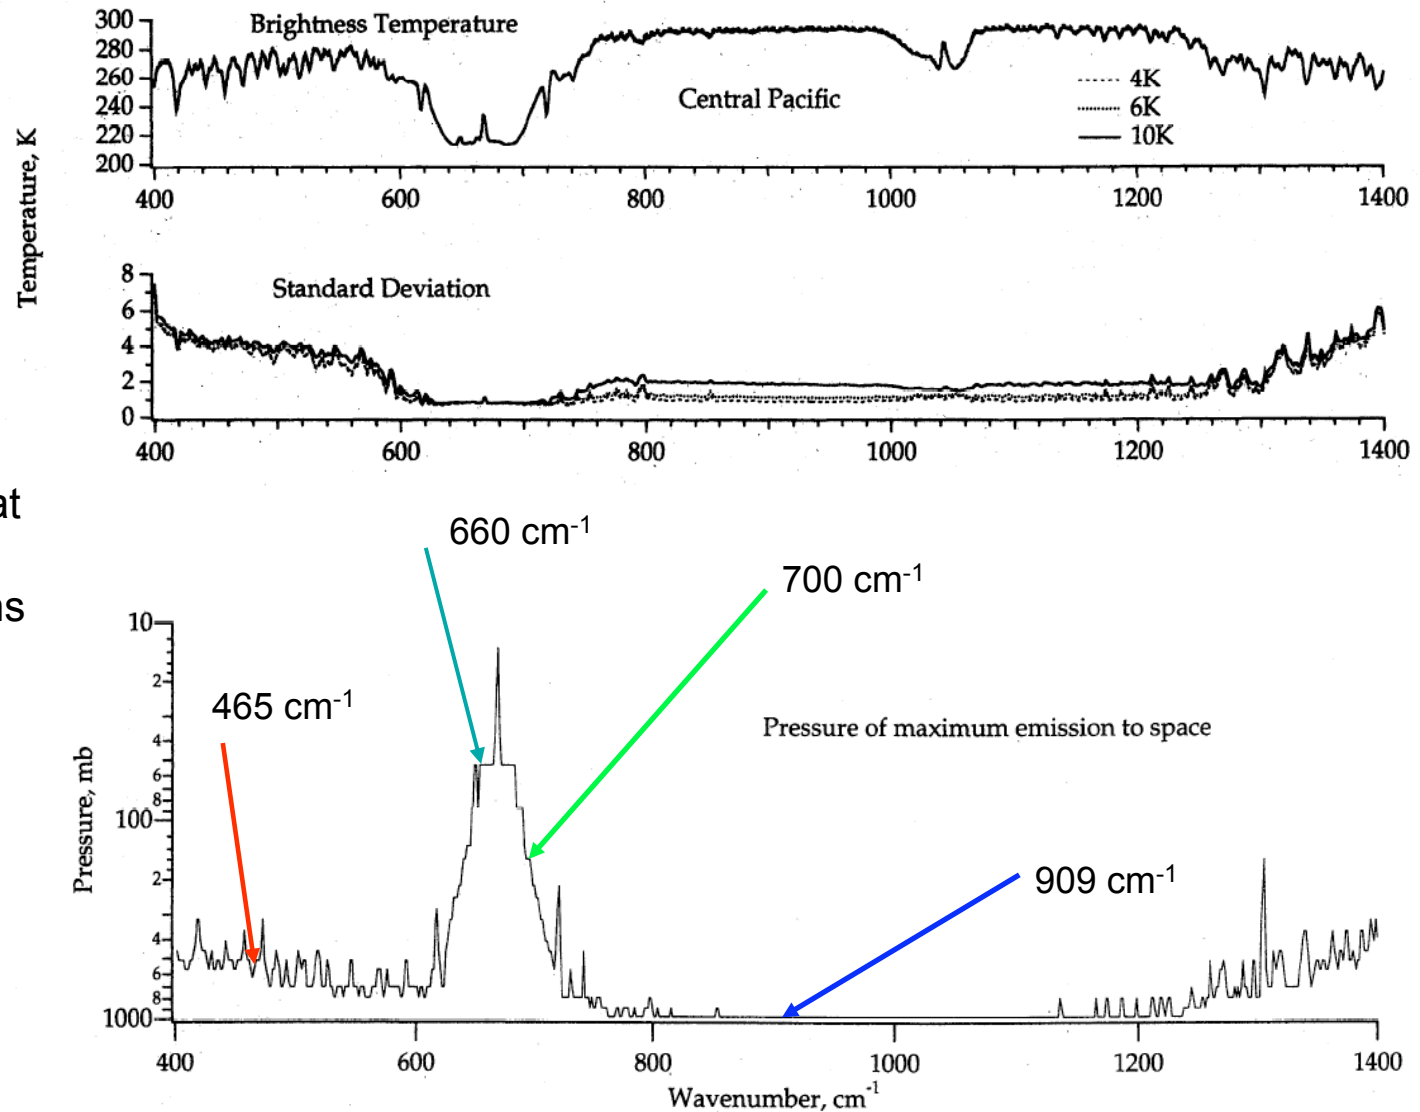 300
280
260
240
220
200
Brightness Temperature
Central Pacific
4K
6K
10K
400
600
800
1000
1200
1400
Temperature, K
8
6
4
2
0
Standard Deviation
400
600
800
1000
1200
1400
at
ns
660 cm-1
700 cm-1
465 cm-1
909 cm-1
Pressure of maximum emission to space
10
2
4
6
8
100
2
4
6
8
1000
Pressure, mb
400
600
800
1000
1200
1400
Wavenumber, cm-1